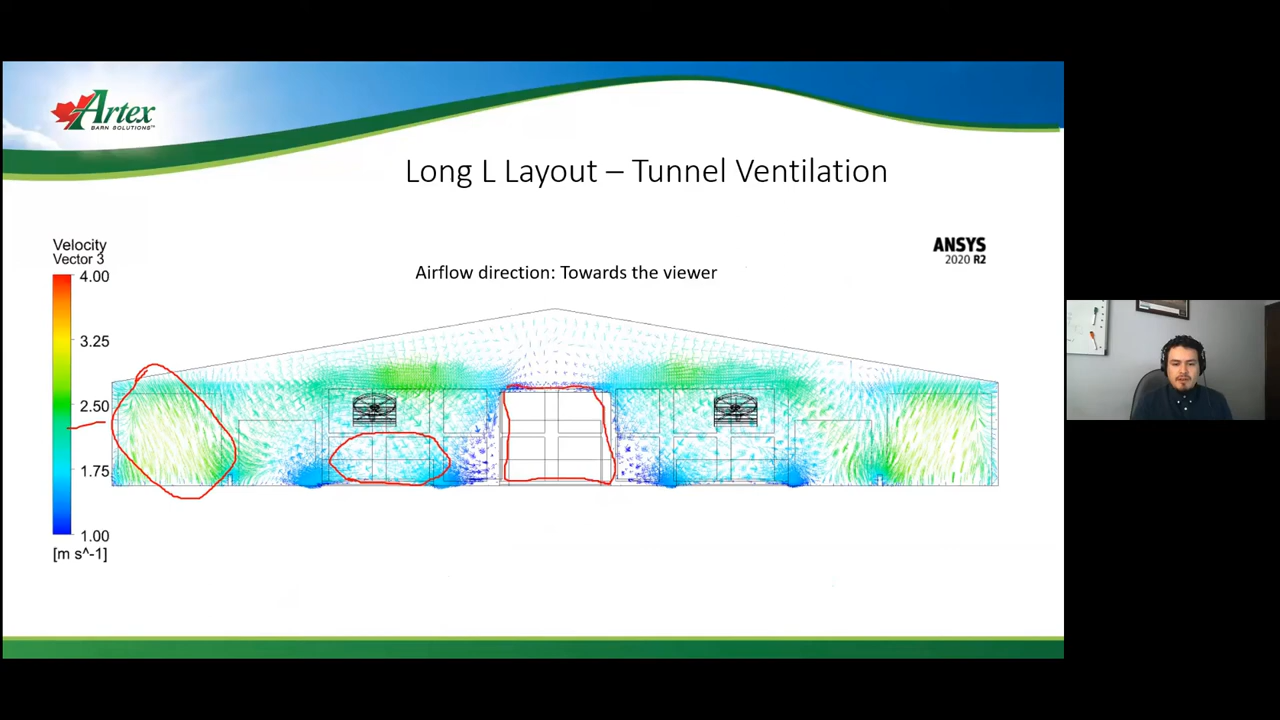 Artex
BARN SOLUTIONS™
Long L Layout – Tunnel Ventilation
Velocity
Vector 3
ANSYS
2020 R2
Airflow direction: Towards the viewer
4.00
3.25
2.50
1.75
1.00
[m s^-1]